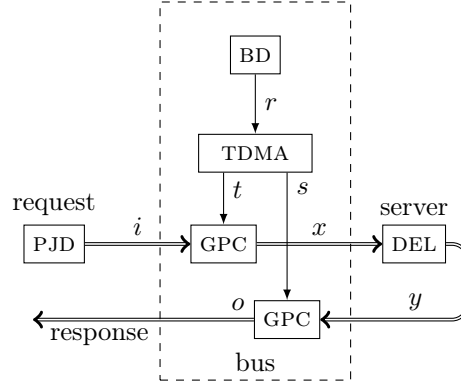 BD
r
TDMA
t s
request
server
i
x
PJD
GPC
DEL
o
y
GPC
response
bus